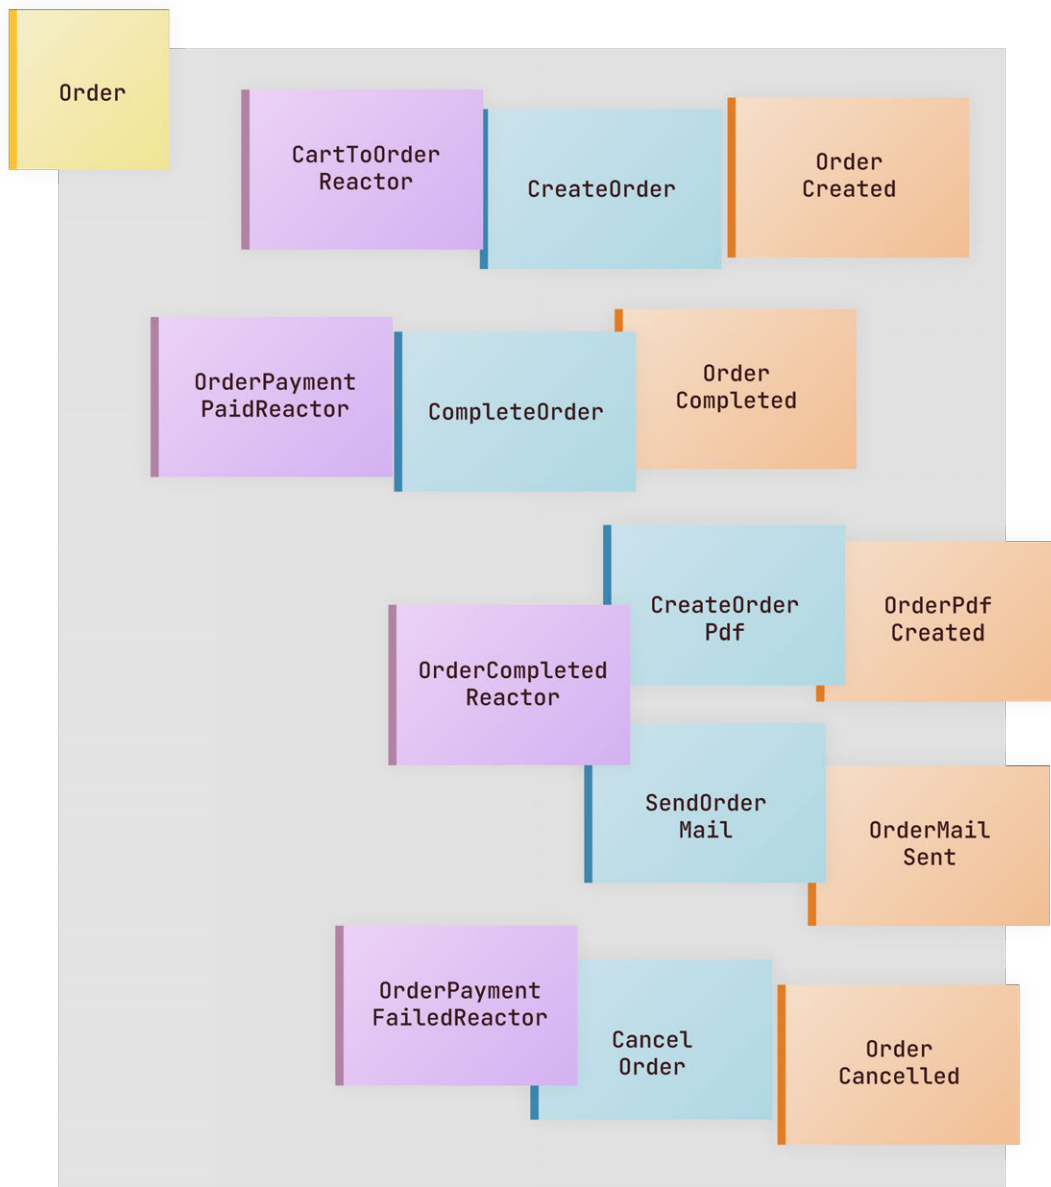 Order
CartToOrder
Reactor
CreateOrder
Order
Created
OrderPayment
PaidReactor
CompleteOrder
Order
Completed
CreateOrder
Pdf
OrderPdf
Created
OrderCompleted
Reactor
SendOrder
Mail
OrderMail
Sent
OrderPayment
FailedReactor
Cancel
Order
Order
Cancelled